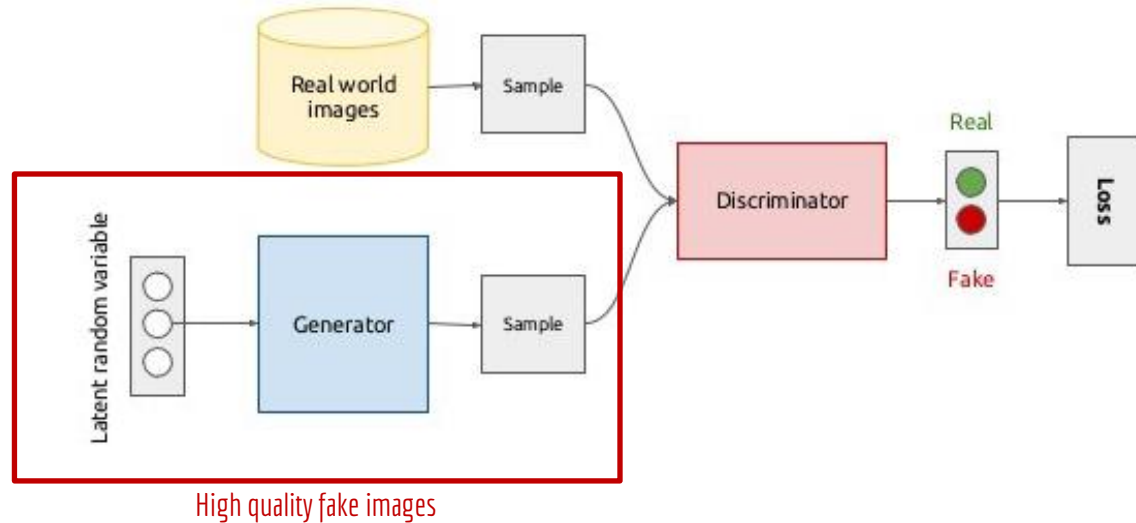 Real world
images
Sample
Real
Discriminator
Loss
Fake
Latent random variable
Generator
Sample
High quality fake images